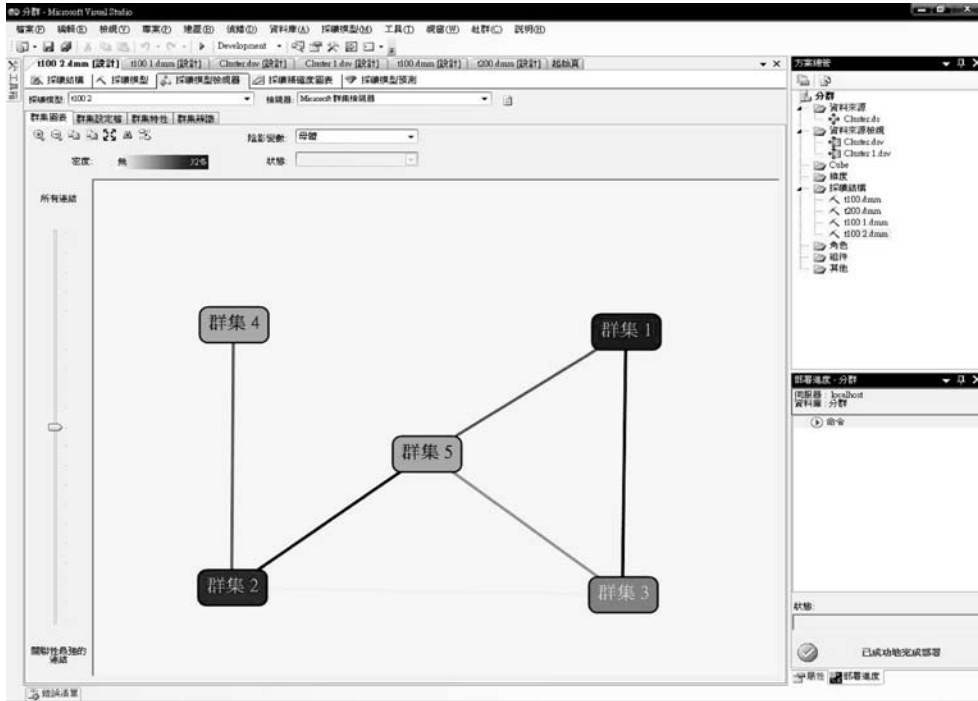 分群 - Microsoft Visual Studio
檔案(F) 編輯(E) 檢視(V) 專案(P) 建置(B) 偵錯(D) 資料庫(A) 採礦模型(M) 工具(T) 視窗(W) 社群(C) 說明(H)
Development
t100 2.dmm [設計] t100 1.dmm [設計] Cluster.dsv [設計] Cluster 1.dsv [設計] t100.dmm [設計] t200.dmm [設計] 起始頁
工具箱
採礦結構 採礦模型 採礦模型檢視器 採礦精確度圖表 採礦模型預測
採礦模型: t100 2 檢視器: Microsoft 群集檢視器
群集圖表 群集設定檔 群集特性 群集辨識
陰影變數: 母體
密度: 無 32% 狀態:
所有連結
群集 4
群集 1
群集 5
群集 2
群集 3
關聯性最強的
連結
錯誤清單
方案總管
分群
資料來源
Cluster.ds
資料來源檢視
Cluster.dsv
Cluster 1.dsv
Cube
維度
採礦結構
t100.dmm
t200.dmm
t100 1.dmm
t100 2.dmm
角色
組件
其他
部署進度 - 分群
伺服器 : localhost
資料庫 : 分群
命令
狀態:
已成功地完成部署
屬性 部署進度